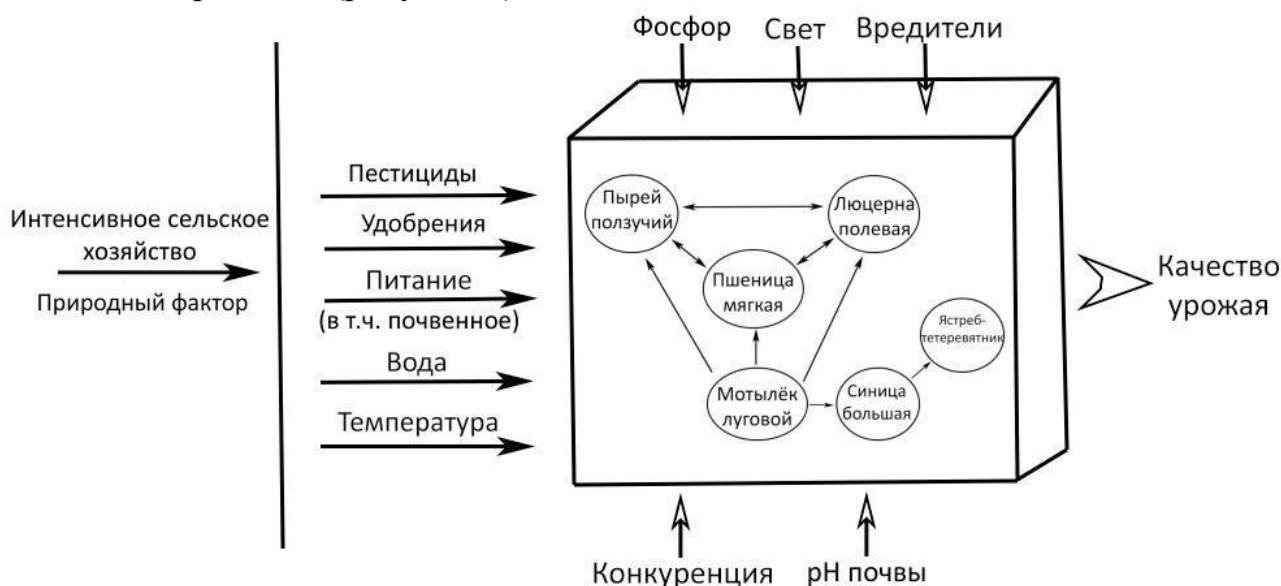 Фосфор Свет Вредители
Пестициды
Удобрения
Питание
(в т.ч. почвенное)
Вода
Температура
Интенсивное сельское
хозяйство
Природный фактор
Пырей
ползучий
Люцерна
полевая
Пшеница
мягкая
Ястреб-
тетеревятник
Мотылёк
луговой
Синица
большая
Качество
урожая
Конкуренция pH почвы